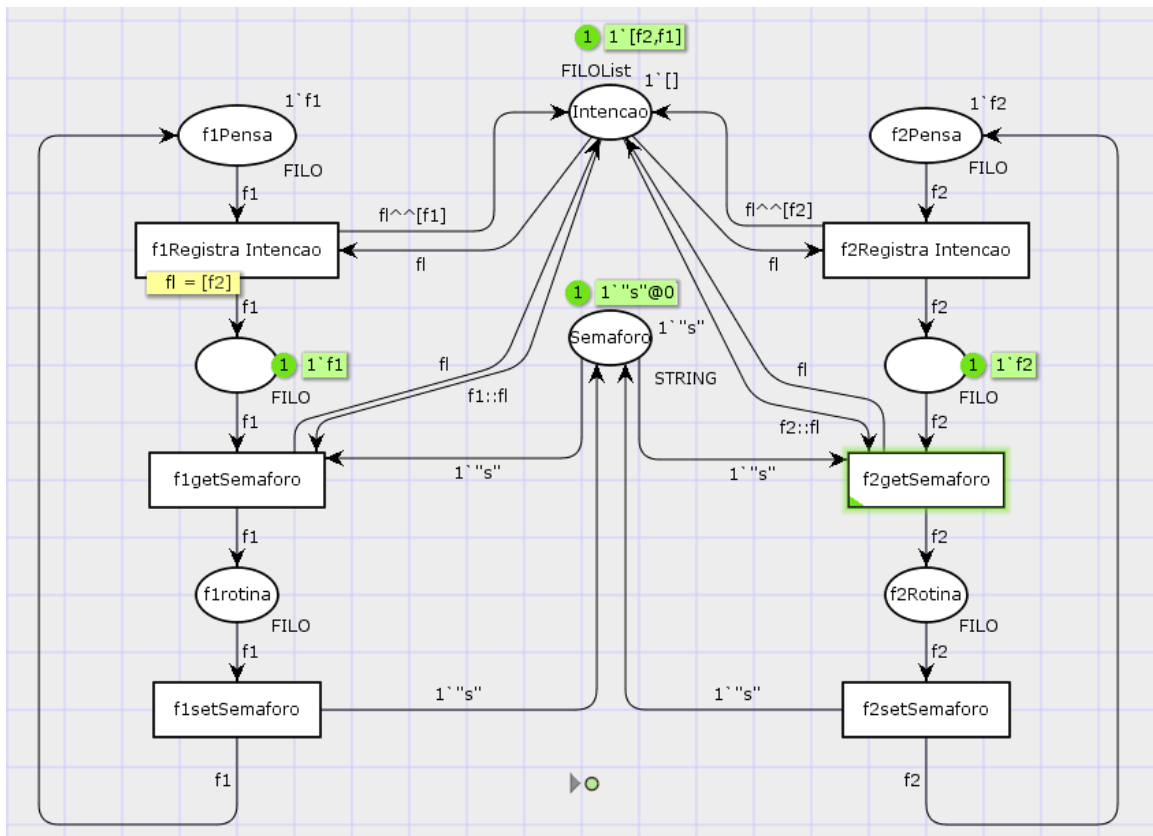 1 1`[f2,f1]
FILOList
1`[]
Intencao
1`f1
f1Pensa
FILO
1`f2
f2Pensa
FILO
f1
f2
fl^^[f1]
fl^^[f2]
f1Registra Intencao
f2Registra Intencao
fl
fl
fl = [f2]
f1
f2
1 1`"s"@0
Semaforo
1`"s"
STRING
1 1`f1
FILO
1 1`f2
FILO
fl
f1::fl
fl
f2::fl
f1
f2
1`"s"
1`"s"
f1getSemaforo
f2getSemaforo
f1
f2
f1rotina
FILO
f2Rotina
FILO
f1
f2
1`"s"
1`"s"
f1setSemaforo
f2setSemaforo
f1
f2